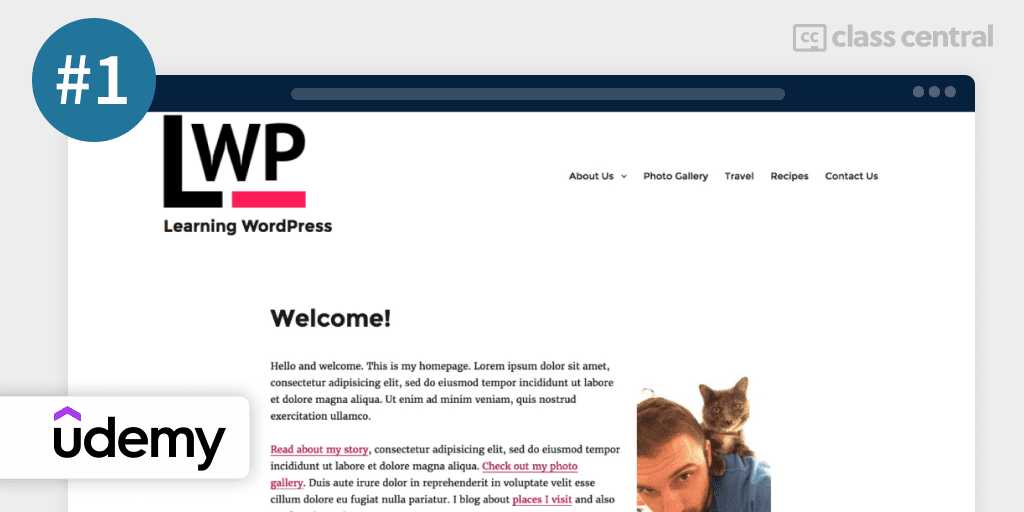 #1
class central
LWP
Learning WordPress
About Us
Photo Gallery
Travel
Recipes
Contact Us
Welcome!
Hello and welcome. This is my homepage. Lorem ipsum dolor sit amet,
consectetur adipisicing elit, sed do eiusmod tempor incididunt ut labore
et dolore magna aliqua. Ut enim ad minim veniam, quis nostrud
exercitation ullamco.
Read about my story, consectetur adipisicing elit, sed do eiusmod tempor
incididunt ut labore et dolore magna aliqua. Check out my photo
gallery. Duis aute irure dolor in reprehenderit in voluptate velit esse
cillum dolore eu fugiat nulla pariatur. I blog about places I visit and also
udemy